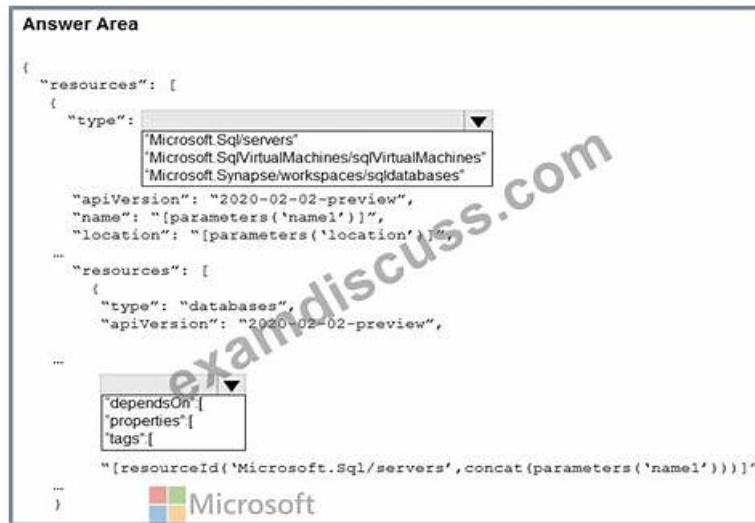 Answer Area
{
"resources": [
{
"type":
"Microsoft.Sql/servers"
"Microsoft.SqlVirtualMachines/sqlVirtualMachines"
"Microsoft.Synapse/workspaces/sqldatabases"
"apiVersion": "2020-02-02-preview",
"name": "[parameters('name1')]",
"location": "[parameters('location')]",
...
"resources": [
{
"type": "databases",
"apiVersion": "2020-02-02-preview",
...
"dependsOn":[
"properties":[
"tags":[
"[resourceId('Microsoft.Sql/servers',concat(parameters('name1')))]"
...
}
Microsoft
examdiscuss.com